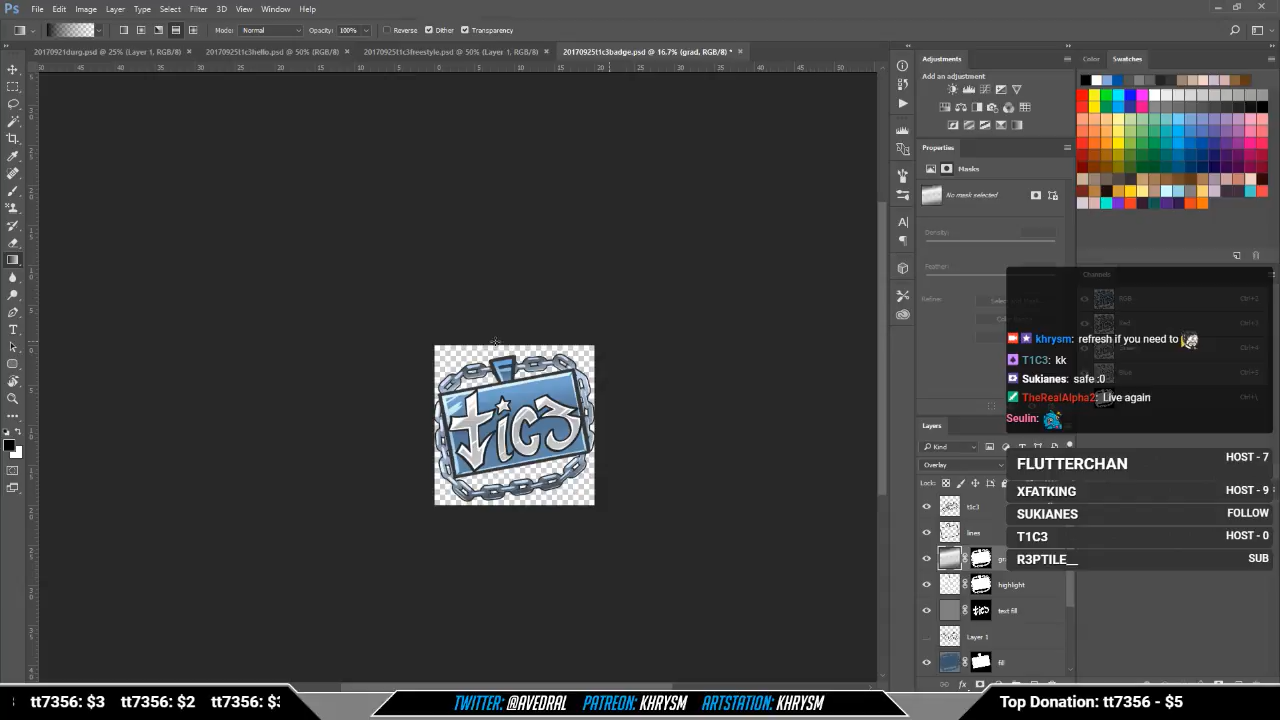 Ps File Edit Image Layer Type Select Filter 3D View Window Help
Mode: Normal Opacity: 100% Reverse Dither Transparency
20170921durg.psd @ 25% (Layer 1, RGB/8) × 20170925t1c3hello.psd @ 50% (RGB/8) × 20170925t1c3freestyle.psd @ 50% (Layer 1, RGB/8) × 20170925t1c3badge.psd @ 16.7% (grad, RGB/8) * ×
Adjustments
Add an adjustment
Color Swatches
Properties
Masks
No mask selected
Density:
Feather:
Refine:
Channels
RGB Ctrl+2
khrysm: refresh if you need to
T1C3: kk
Sukianes: safe :0
TheRealAlpha2: Live again
Seulin:
t1c3
Layers
Kind
Overlay
Lock:
t1c3
lines
highlight
text fill
Layer 1
fill
FLUTTERCHAN HOST - 7
XFATKING HOST - 9
SUKIANES FOLLOW
T1C3 HOST - 0
R3PTILE__ SUB
tt7356: $3 tt7356: $2 tt7356:
TWITTER: @AVEDRAL PATREON: KHRYSM ARTSTATION: KHRYSM
Top Donation: tt7356 - $5